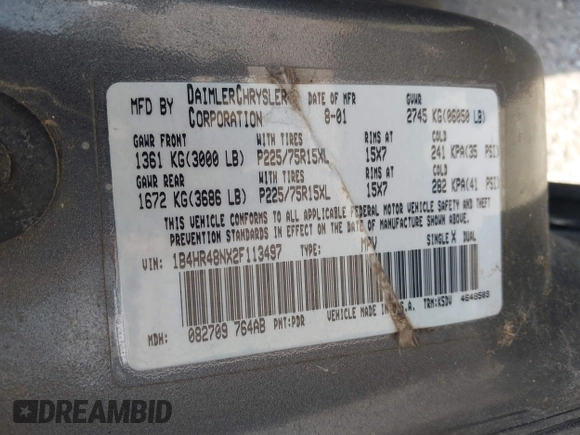 MFD BY DAIMLERCHRYSLER CORPORATION DATE OF MFR 8-01 GVWR 2745 KG(06050 LB)
GAWR FRONT WITH TIRES RIMS AT COLD
1361 KG(3000 LB) P225/75R15XL 15X7 241 KPA(35 PSI)
GAWR REAR WITH TIRES RIMS AT COLD
1672 KG(3686 LB) P225/75R15XL 15X7 282 KPA(41 PSI)
THIS VEHICLE CONFORMS TO ALL APPLICABLE FEDERAL MOTOR VEHICLE SAFETY AND THEFT
PREVENTION STANDARDS IN EFFECT ON THE DATE OF MANUFACTURE SHOWN ABOVE.
VIN: 1B4HR48NX2F113497 TYPE: MPV SINGLE X DUAL
MDH: 082709 764AB PNT:PDR VEHICLE MADE IN U.S.A. TRM:K5DV 4648503
DREAMBID